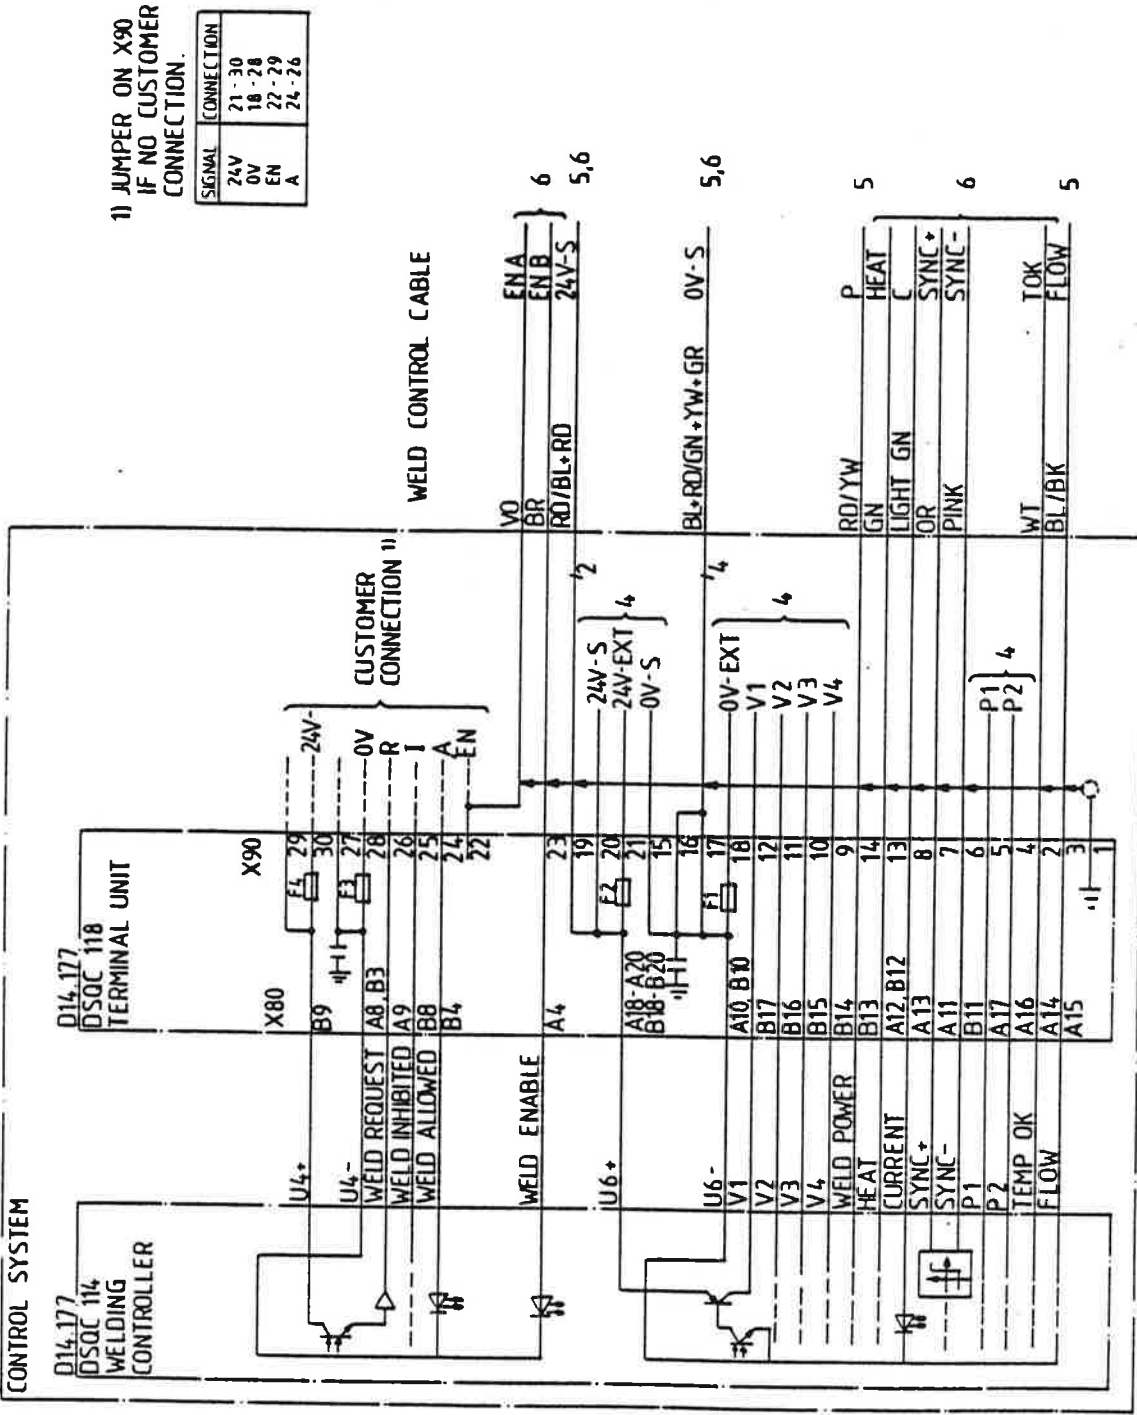 CONTROL SYSTEM
D14.177
DSQC 114
WELDING
CONTROLLER
D14.177
DSQC 118
TERMINAL UNIT
X80
X90
1) JUMPER ON X90
IF NO CUSTOMER
CONNECTION.
SIGNAL CONNECTION
24V 21 - 30
0V 18 - 28
EN 22 - 29
A 24 - 26
CUSTOMER
CONNECTION 1)
WELD CONTROL CABLE
U4+
U4-
WELD REQUEST
WELD INHIBITED
WELD ALLOWED
WELD ENABLE
U6+
U6-
V1
V2
V3
V4
WELD POWER
HEAT
CURRENT
SYNC+
SYNC-
P1
P2
TEMP OK
FLOW
B9
A8,B3
A9
B8
B4
A4
A18-A20
B18-B20
A10,B10
B17
B16
B15
B14
B13
A12,B12
A13
A11
B11
A17
A16
A14
A15
F4
F3
F2
F1
29
30
27
28
26
25
24
22
23
19
20
21
15
16
17
18
12
11
10
9
14
13
8
7
6
5
4
2
3
1
24V-
0V
R
I
A
EN
24V-S
24V-EXT
0V-S
4
0V-EXT
V1
V2
V3
V4
4
P1
P2
4
2
4
VO
BR
RD/BL+RD
BL+RD/GN+YW+GR
RD/YW
GN
LIGHT GN
OR
PINK
WT
BL/BK
EN A
EN B
24V-S
0V-S
P
HEAT
C
SYNC+
SYNC-
TOK
FLOW
6
5,6
5,6
5
6
5